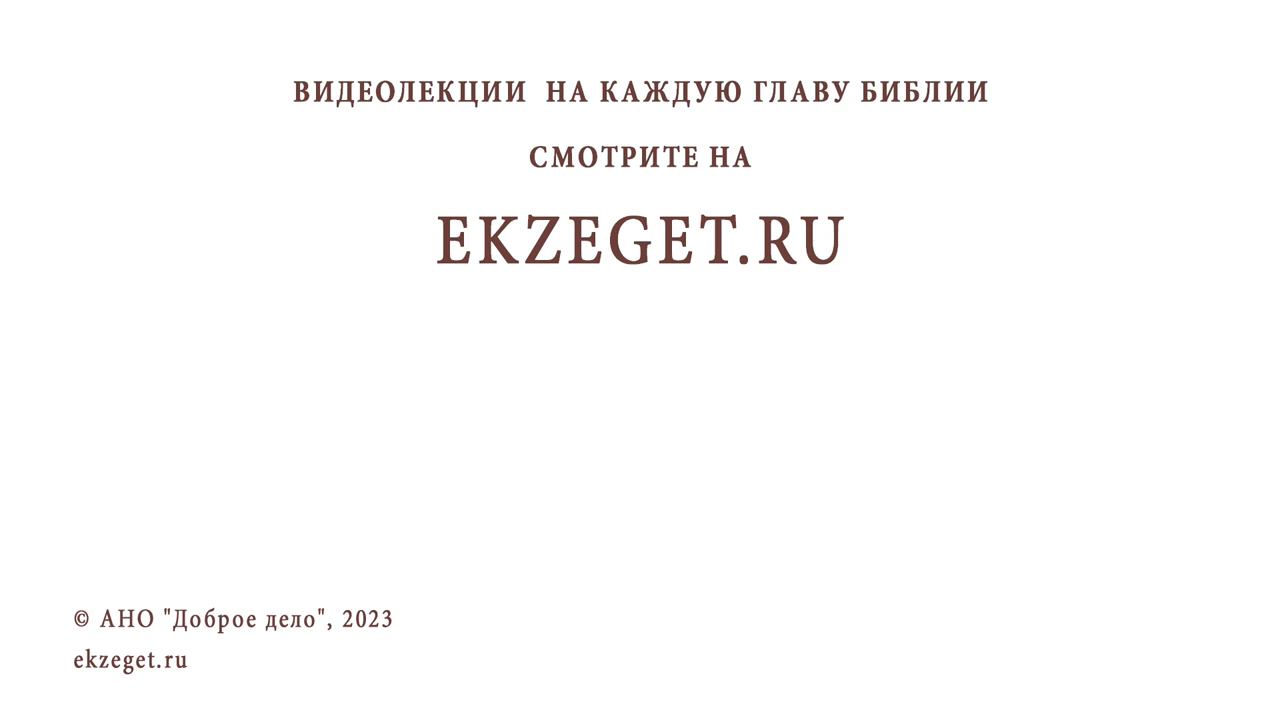 ВИДЕОЛЕКЦИИ НА КАЖДУЮ ГЛАВУ БИБЛИИ
СМОТРИТЕ НА
EKZEGET.RU
© АНО "Доброе дело", 2023
ekzeget.ru